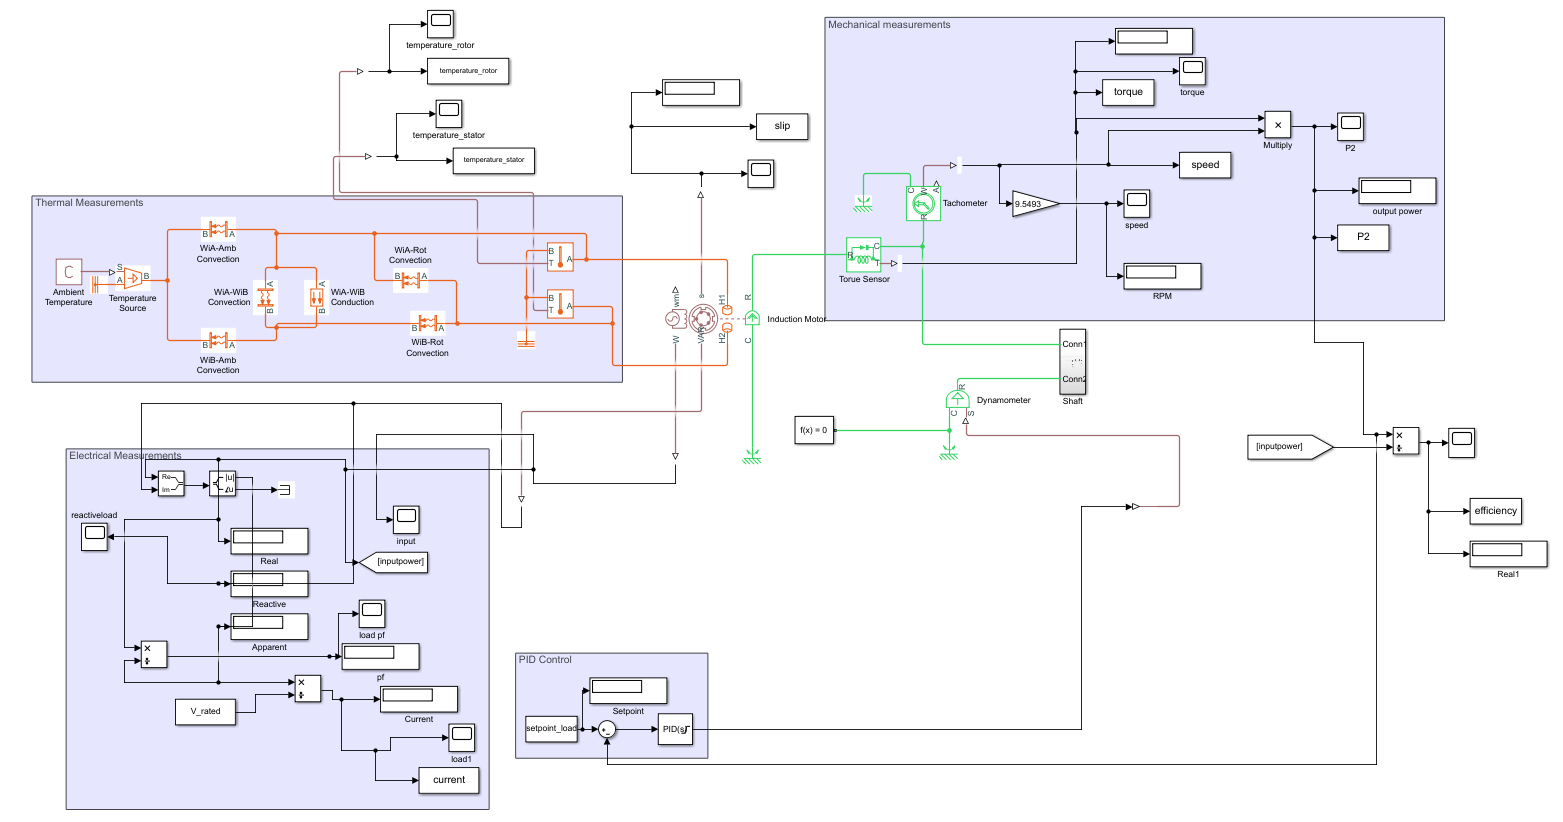 temperature_rotor
temperature_rotor
temperature_stator
temperature_stator
slip
Mechanical measurements
torque
torque
×
Multiply
P2
speed
C
W
A
R
Tachometer
9.5493
speed
output power
P2
RPM
R
C
T
Torue Sensor
Thermal Measurements
C
Ambient
Temperature
S
A
B
Temperature
Source
B
A
WiA-Amb
Convection
WiA-WiB
Convection
A
B
WiA-WiB
Conduction
A
B
WiA-Rot
Convection
B
A
B
A
WiB-Rot
Convection
B
A
WiB-Amb
Convection
B
T
A
B
T
A
wm
s
H1
R
Induction Motor
W
VAR
H2
C
Conn1
Conn2
Shaft
R
Dynamometer
C
S
f(x) = 0
[inputpower]
×
÷
efficiency
Real1
Electrical Measurements
Re
Im
|u|
∠u
reactiveload
input
[inputpower]
Real
Reactive
Apparent
load pf
×
÷
pf
V_rated
×
÷
Current
load1
current
PID Control
Setpoint
setpoint_load
+
−
PID(s)